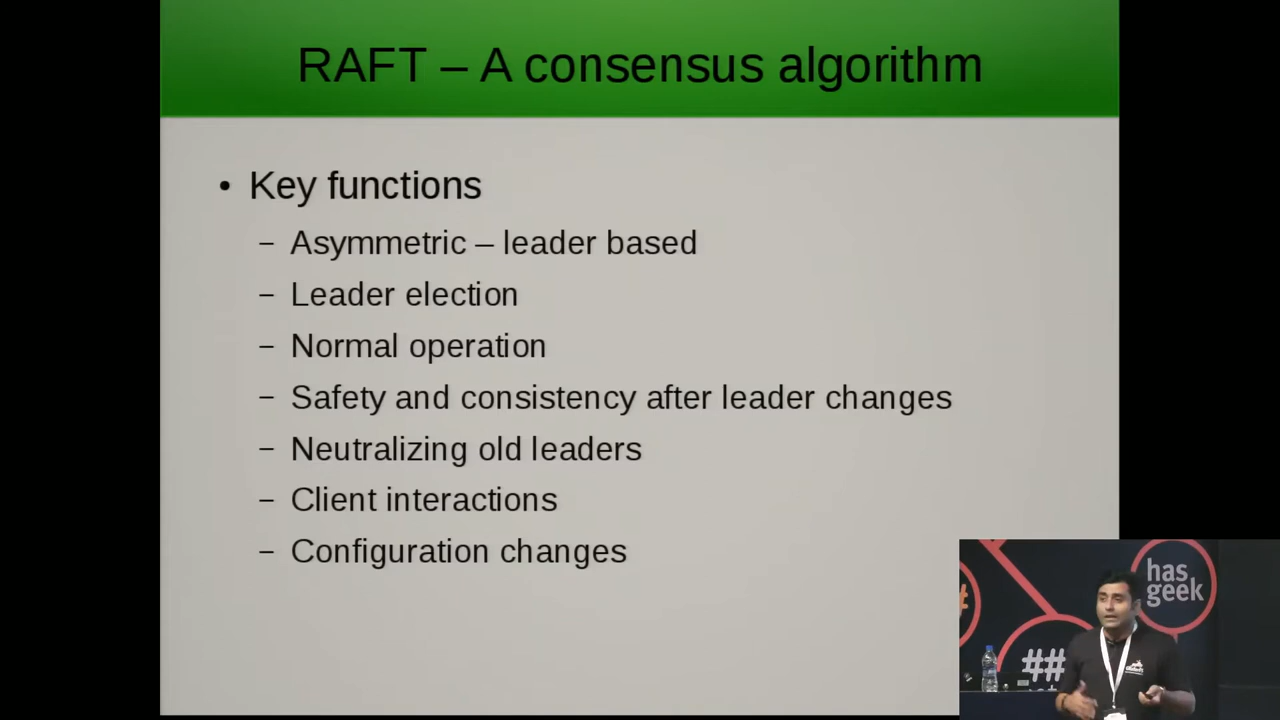 RAFT – A consensus algorithm
• Key functions
– Asymmetric – leader based
– Leader election
– Normal operation
– Safety and consistency after leader changes
– Neutralizing old leaders
– Client interactions
– Configuration changes
has
geek
##